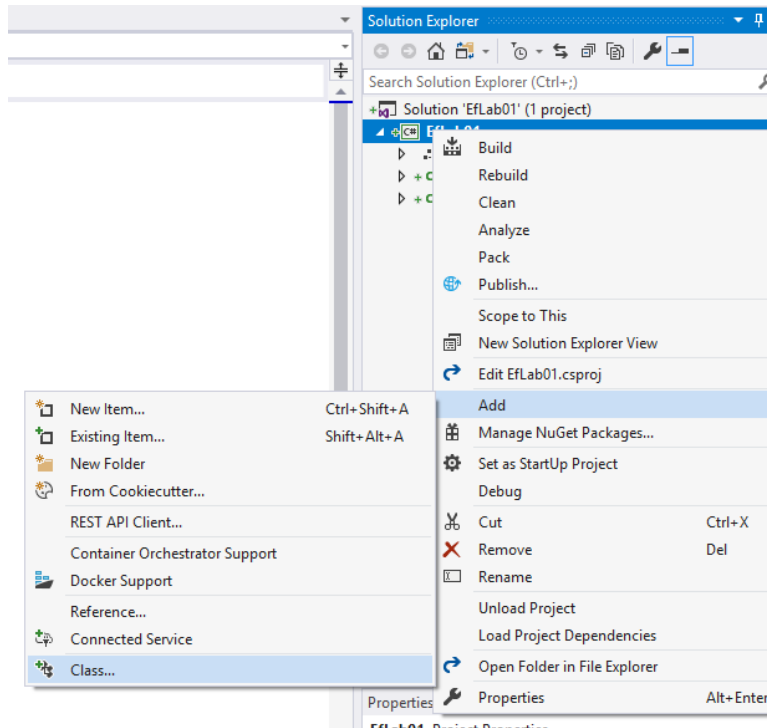 Solution Explorer
Search Solution Explorer (Ctrl+;)
Solution 'EfLab01' (1 project)
C#
Build
Rebuild
Clean
Analyze
Pack
Publish...
Scope to This
New Solution Explorer View
Edit EfLab01.csproj
Add
Manage NuGet Packages...
Set as StartUp Project
Debug
Cut Ctrl+X
Remove Del
Rename
Unload Project
Load Project Dependencies
Open Folder in File Explorer
Properties Alt+Enter
New Item... Ctrl+Shift+A
Existing Item... Shift+Alt+A
New Folder
From Cookiecutter...
REST API Client...
Container Orchestrator Support
Docker Support
Reference...
Connected Service
Class...
Properties